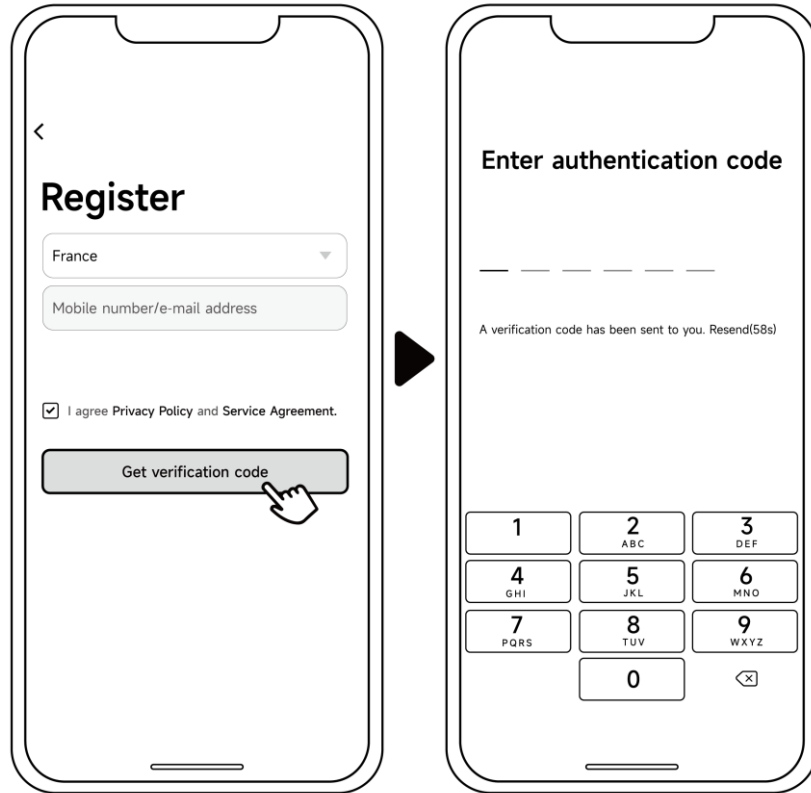 Register
France
Mobile number/e-mail address
I agree Privacy Policy and Service Agreement.
Get verification code
Enter authentication code
A verification code has been sent to you. Resend(58s)
1
2
ABC
3
DEF
4
GHI
5
JKL
6
MNO
7
PQRS
8
TUV
9
WXYZ
0